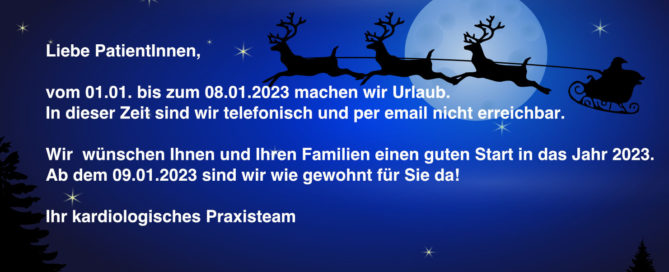 Liebe PatientInnen,
vom 01.01. bis zum 08.01.2023 machen wir Urlaub.
In dieser Zeit sind wir telefonisch und per email nicht erreichbar.
Wir wünschen Ihnen und Ihren Familien einen guten Start in das Jahr 2023.
Ab dem 09.01.2023 sind wir wie gewohnt für Sie da!
Ihr kardiologisches Praxisteam